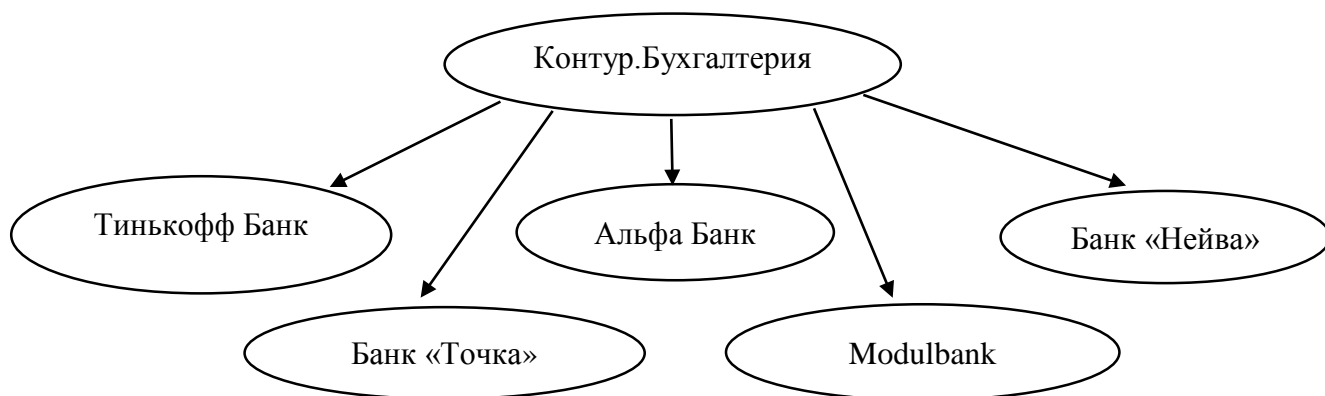 Контур.Бухгалтерия
Тинькофф Банк
Альфа Банк
Банк «Нейва»
Банк «Точка»
Modulbank